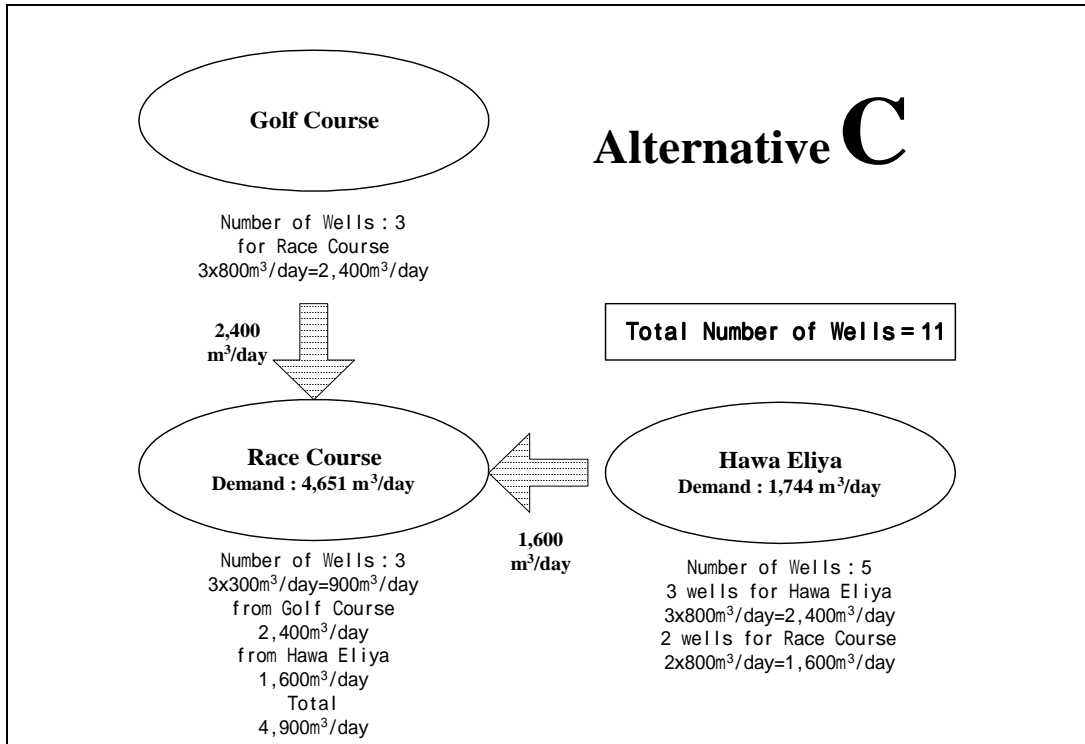 Golf Course
Alternative C
Number of Wells : 3
for Race Course
3x800m³/day=2,400m³/day
2,400
m³/day
Total Number of Wells = 11
Race Course
Demand : 4,651 m³/day
Hawa Eliya
Demand : 1,744 m³/day
1,600
m³/day
Number of Wells : 3
3x300m³/day=900m³/day
from Golf Course
2,400m³/day
from Hawa Eliya
1,600m³/day
Total
4,900m³/day
Number of Wells : 5
3 wells for Hawa Eliya
3x800m³/day=2,400m³/day
2 wells for Race Course
2x800m³/day=1,600m³/day